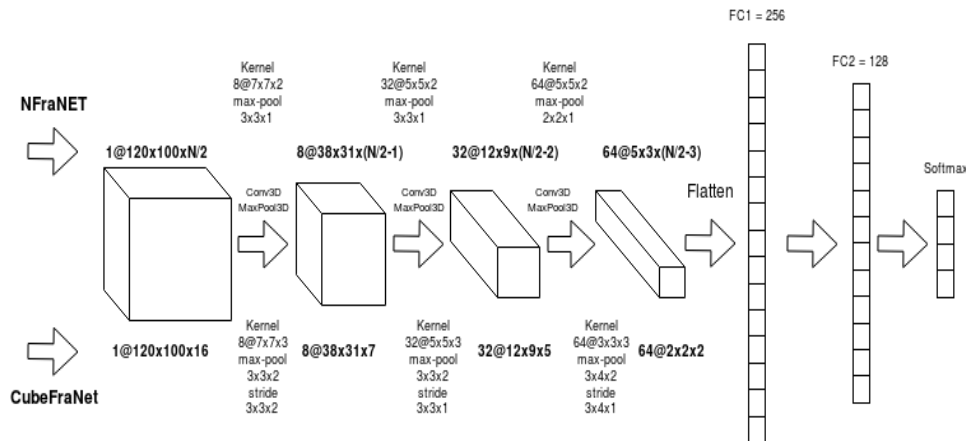 FC1 = 256
FC2 = 128
Kernel
8@7x7x2
max-pool
3x3x1
Kernel
32@5x5x2
max-pool
3x3x1
Kernel
64@5x5x2
max-pool
2x2x1
NFraNET
1@120x100xN/2
8@38x31x(N/2-1)
32@12x9x(N/2-2)
64@5x3x(N/2-3)
Softmax
Conv3D
MaxPool3D
Conv3D
MaxPool3D
Conv3D
MaxPool3D
Flatten
1@120x100x16
Kernel
8@7x7x3
max-pool
3x3x2
stride
3x3x2
8@38x31x7
Kernel
32@5x5x3
max-pool
3x3x2
stride
3x3x1
32@12x9x5
Kernel
64@3x3x3
max-pool
3x4x2
stride
3x4x1
64@2x2x2
CubeFraNet